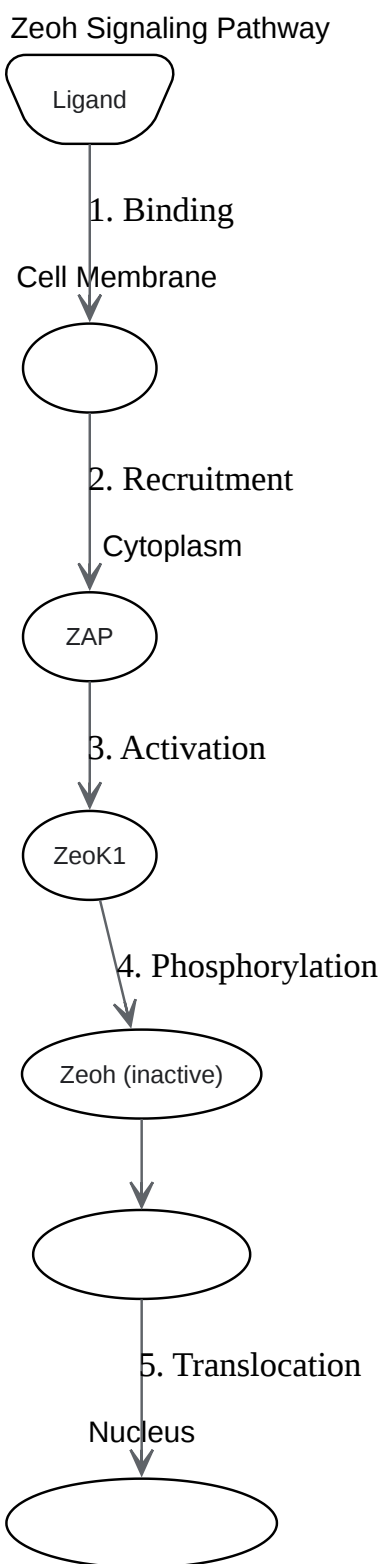 Zeoh Signaling Pathway
Ligand
1. Binding
Cell Membrane
2. Recruitment
Cytoplasm
ZAP
3. Activation
ZeoK1
4. Phosphorylation
Zeoh (inactive)
5. Translocation
Nucleus